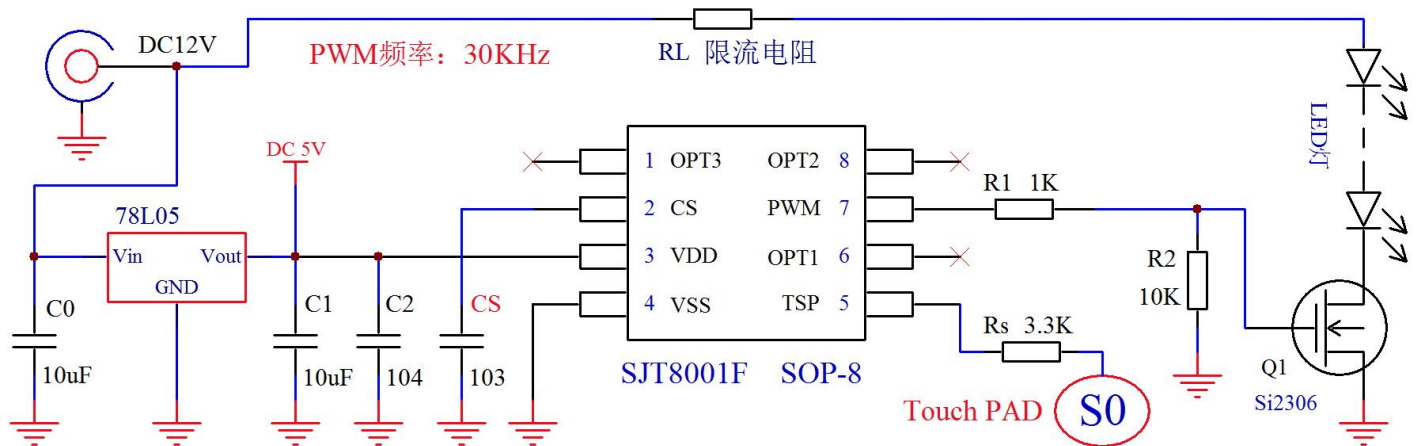 DC12V
PWM频率：30KHz
RL 限流电阻
LED灯
DC 5V
78L05
Vin
Vout
GND
C0
10uF
C1
10uF
C2
104
CS
103
1 OPT3
2 CS
3 VDD
4 VSS
OPT2 8
PWM 7
OPT1 6
TSP 5
SJT8001F SOP-8
R1 1K
R2
10K
Rs 3.3K
Touch PAD
S0
Q1
Si2306